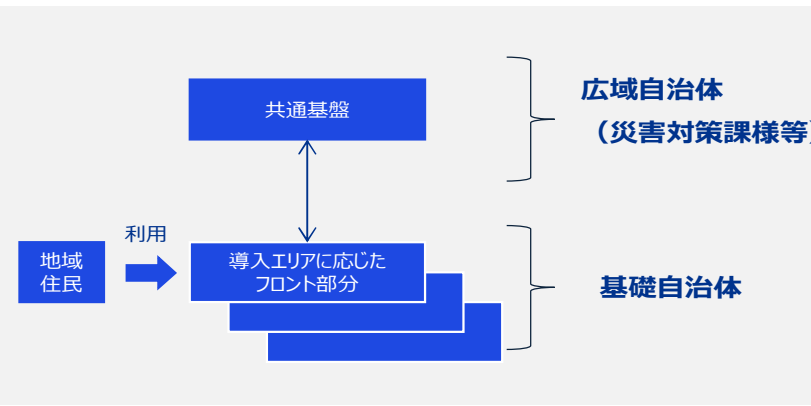 共通基盤
広域自治体
（災害対策課様等）
利用
地域
住民
導入エリアに応じた
フロント部分
基礎自治体